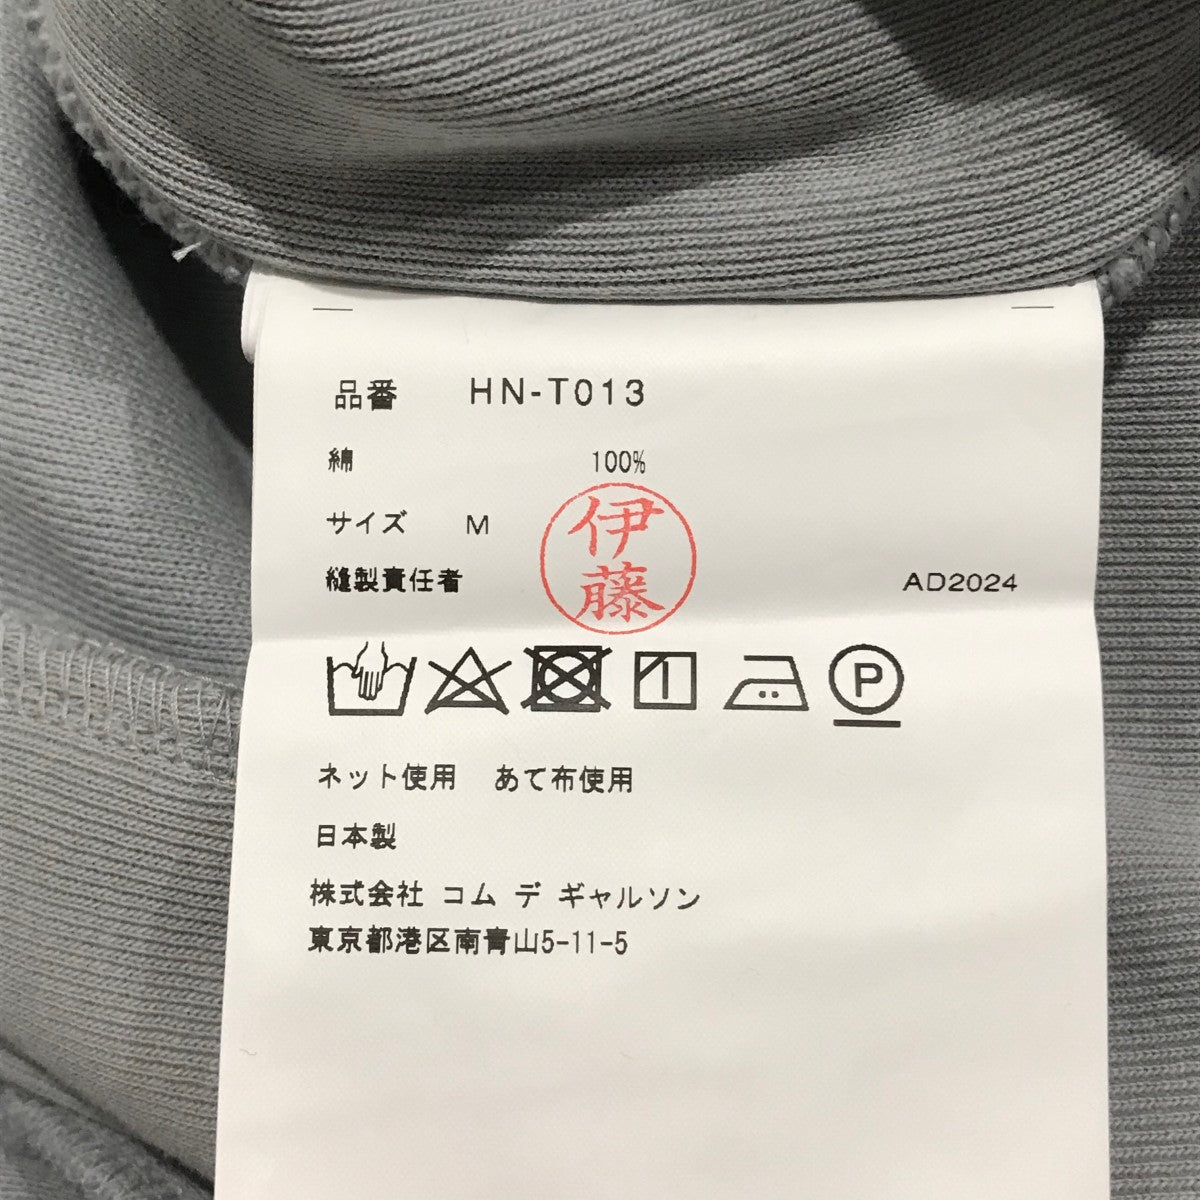 品番 HN-T013
綿 100%
サイズ M
伊藤
縫製責任者 AD2024
P
ネット使用 あて布使用
日本製
株式会社 コム デ ギャルソン
東京都港区南青山5-11-5